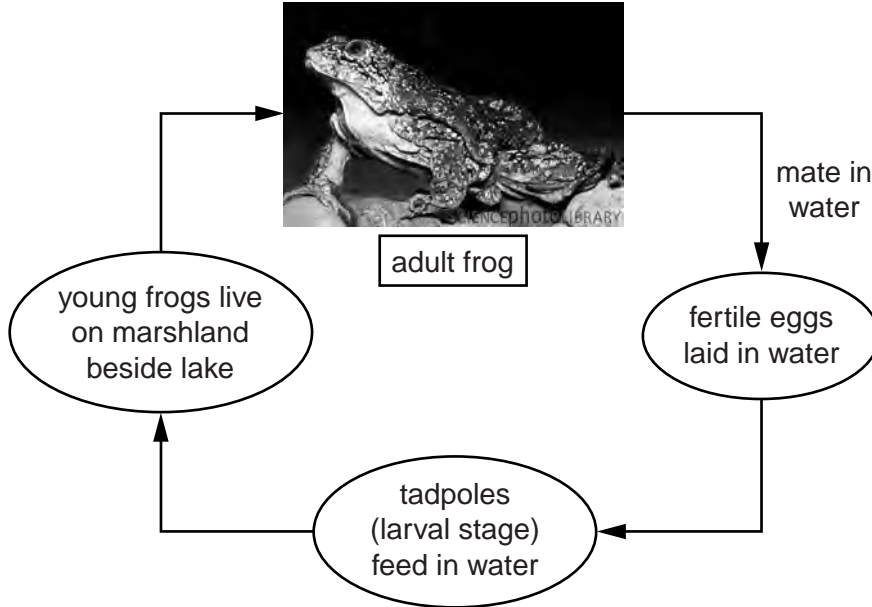 SCIENCEphotoLIBRARY
adult frog
mate in
water
fertile eggs
laid in water
tadpoles
(larval stage)
feed in water
young frogs live
on marshland
beside lake